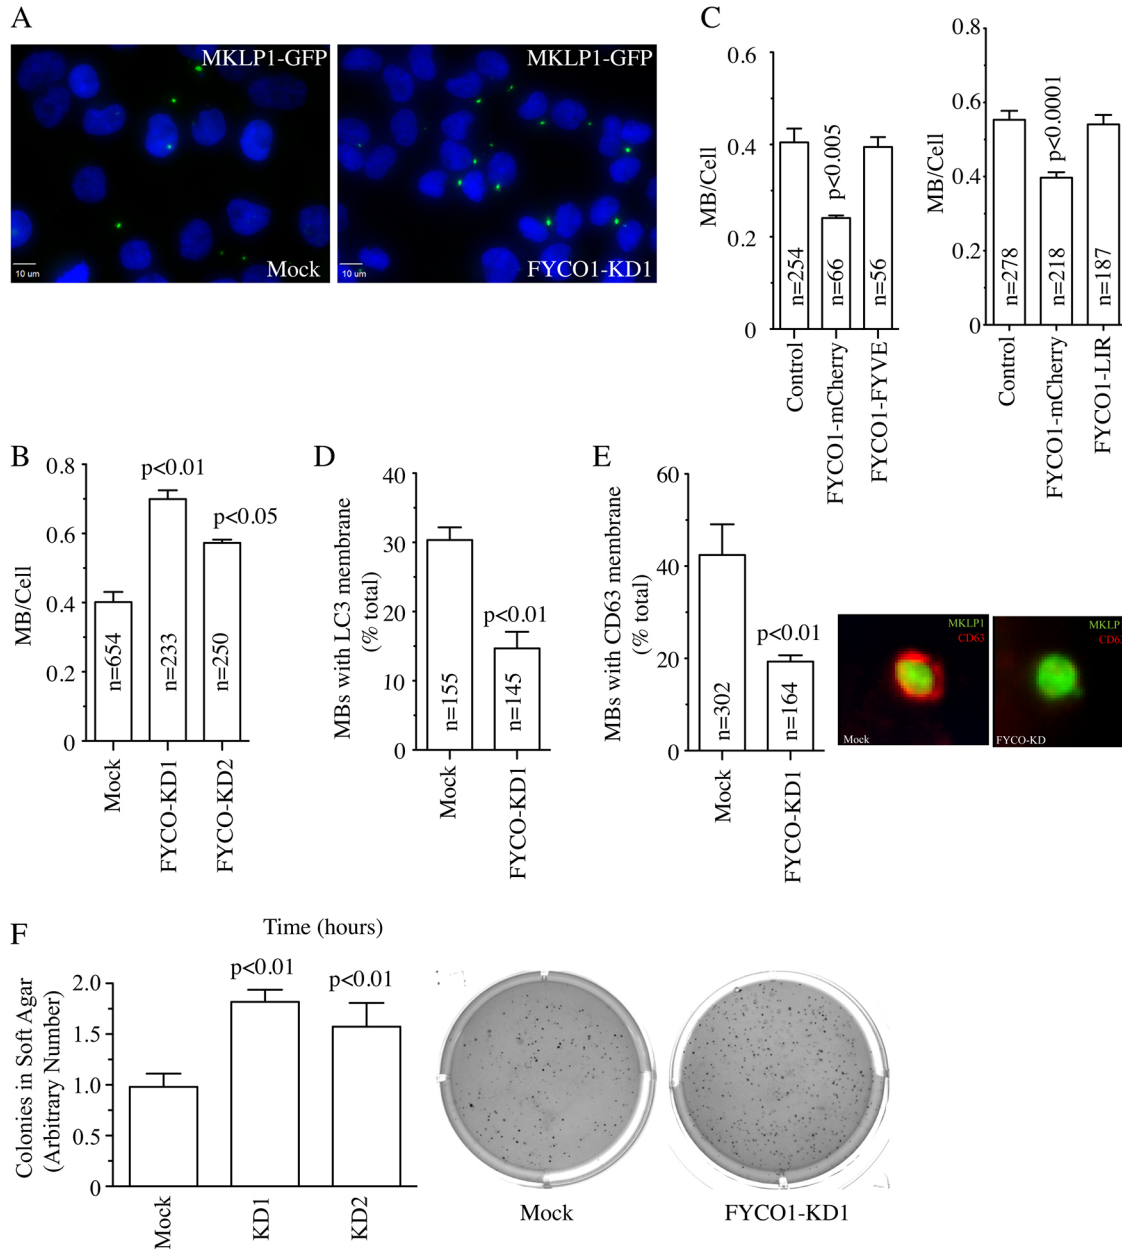 A
MKLP1-GFP
Mock
10 um
MKLP1-GFP
FYCO1-KD1
10 um
C
MB/Cell
0.6
0.4
0.2
0
p<0.005
n=254
n=66
n=56
Control
FYCO1-mCherry
FYCO1-FYVE
MB/Cell
0.8
0.6
0.4
0.2
0
p<0.0001
n=278
n=218
n=187
Control
FYCO1-mCherry
FYCO1-LIR
B
MB/Cell
0.8
0.6
0.4
0.2
0
p<0.01
p<0.05
n=654
n=233
n=250
Mock
FYCO-KD1
FYCO-KD2
D
MBs with LC3 membrane
(% total)
40
30
20
10
0
p<0.01
n=155
n=145
Mock
FYCO-KD1
E
MBs with CD63 membrane
(% total)
60
40
20
0
p<0.01
n=302
n=164
Mock
FYCO-KD1
MKLP1
CD63
Mock
MKLP
CD6
FYCO-KD
F
Time (hours)
Colonies in Soft Agar
(Arbitrary Number)
2.0
1.5
1.0
0.5
0
p<0.01
p<0.01
Mock
KD1
KD2
Mock
FYCO1-KD1